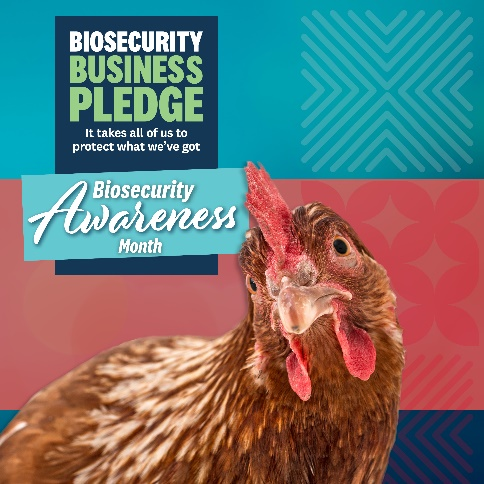 BIOSECURITY
BUSINESS
PLEDGE
It takes all of us to
protect what we've got
Biosecurity
Awareness
Month